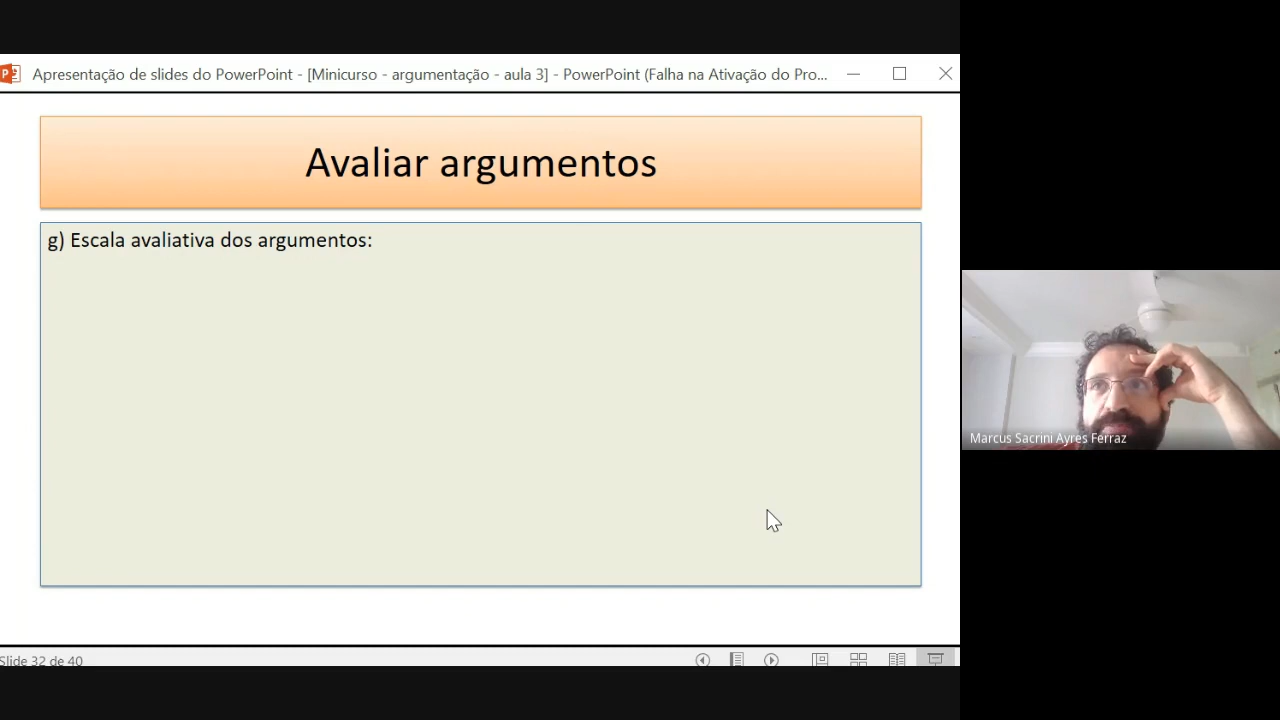 Apresentação de slides do PowerPoint - [Minicurso - argumentação - aula 3] - PowerPoint (Falha na Ativação do Pro...
Avaliar argumentos
g) Escala avaliativa dos argumentos:
Marcus Sacrini Ayres Ferraz
Slide 32 de 40